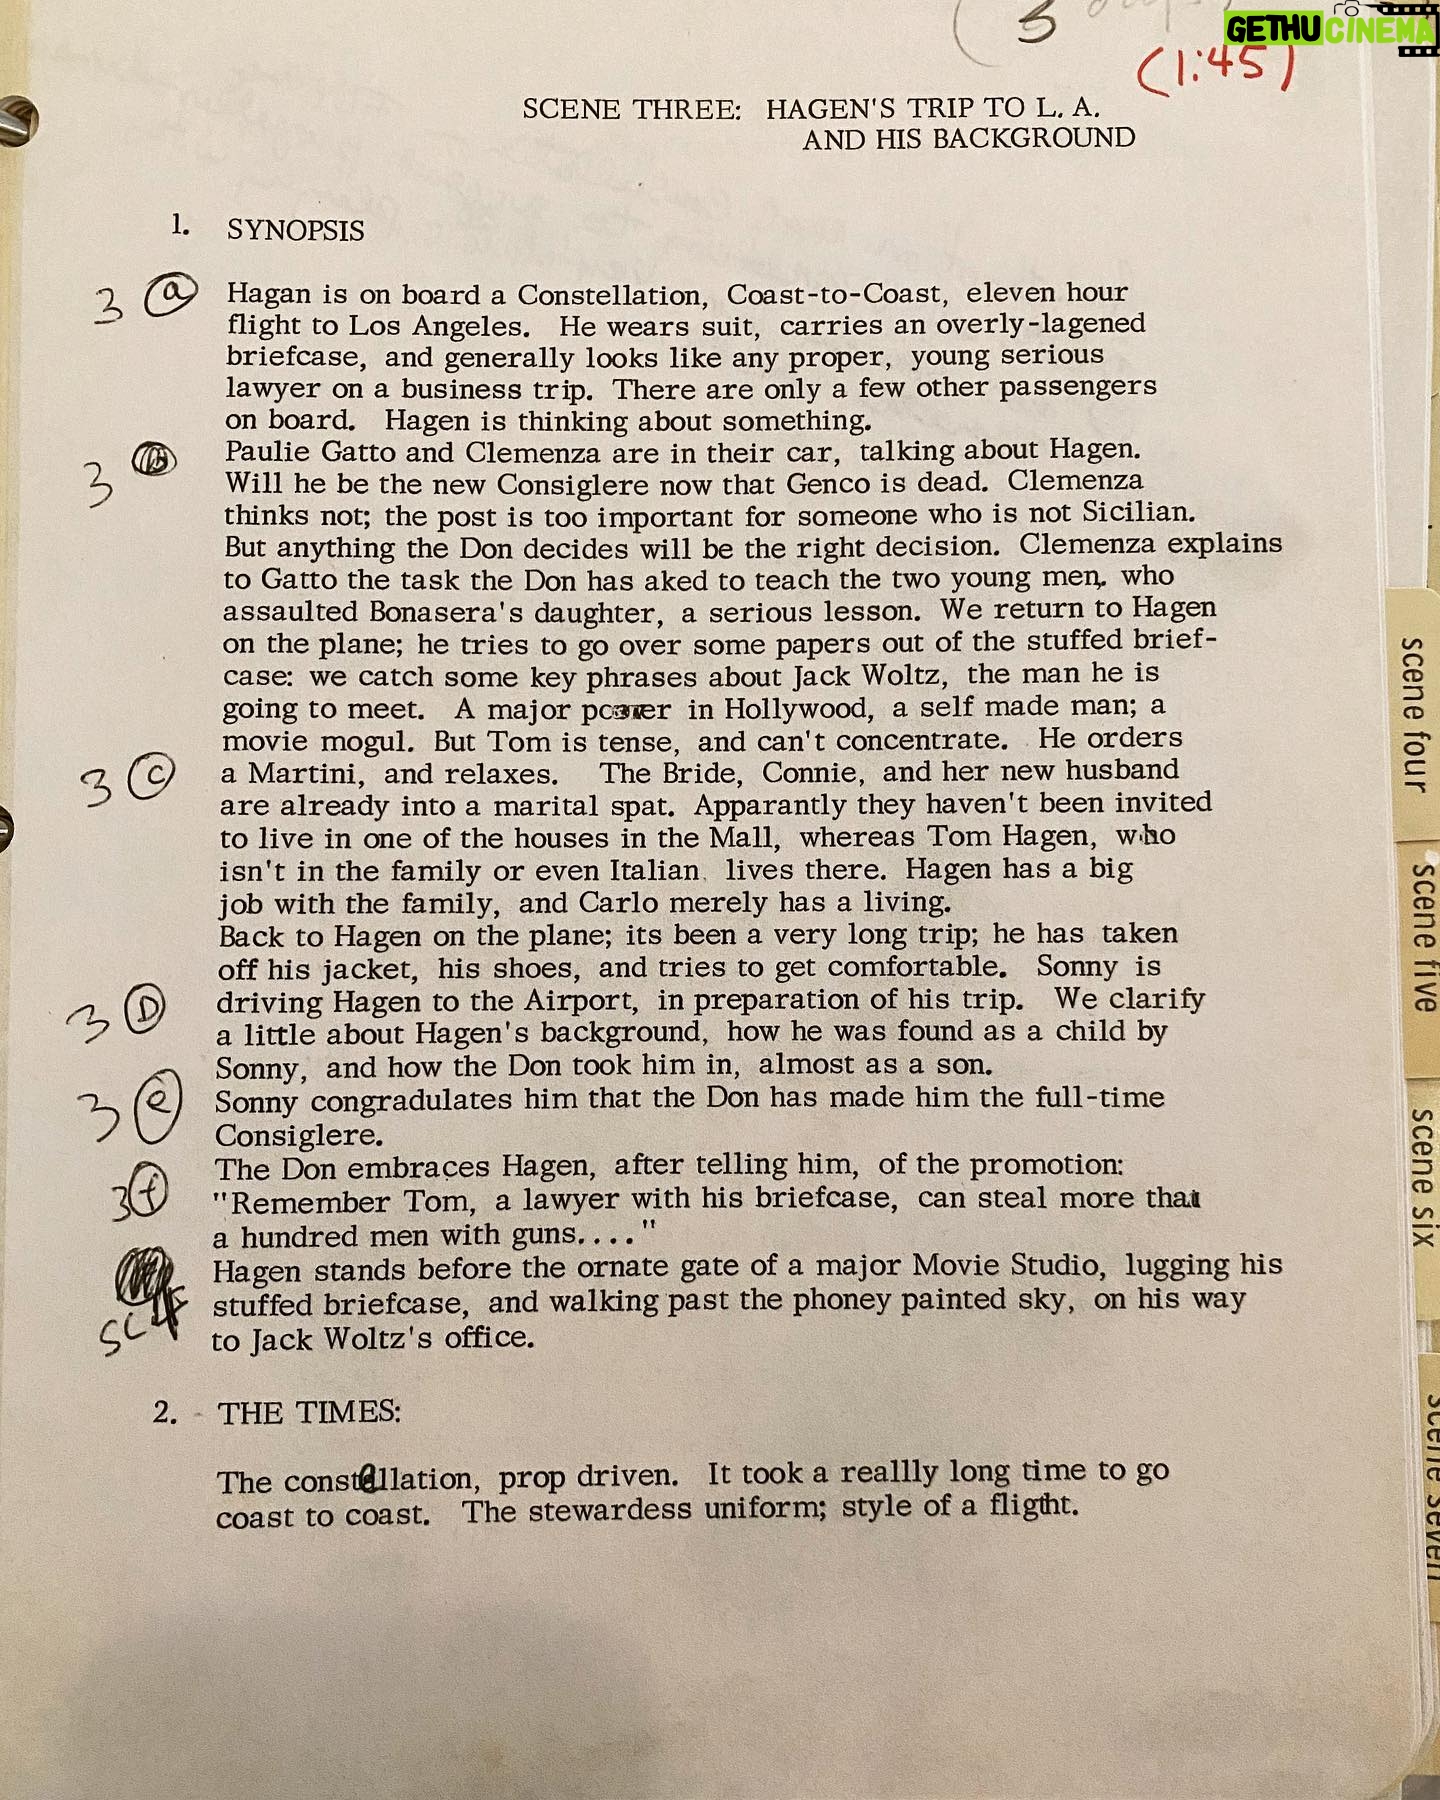 GETHUCINEMA
(3
(1:45)
SCENE THREE: HAGEN'S TRIP TO L. A.
AND HIS BACKGROUND
1. SYNOPSIS
3 a Hagan is on board a Constellation, Coast-to-Coast, eleven hour
flight to Los Angeles. He wears suit, carries an overly-lagened
briefcase, and generally looks like any proper, young serious
lawyer on a business trip. There are only a few other passengers
on board. Hagen is thinking about something.
3 b Paulie Gatto and Clemenza are in their car, talking about Hagen.
Will he be the new Consiglere now that Genco is dead. Clemenza
thinks not; the post is too important for someone who is not Sicilian.
But anything the Don decides will be the right decision. Clemenza explains
to Gatto the task the Don has aked to teach the two young men, who
assaulted Bonasera's daughter, a serious lesson. We return to Hagen
on the plane; he tries to go over some papers out of the stuffed brief-
case: we catch some key phrases about Jack Woltz, the man he is
going to meet. A major power in Hollywood, a self made man; a
movie mogul. But Tom is tense, and can't concentrate. He orders
3 C a Martini, and relaxes. The Bride, Connie, and her new husband
are already into a marital spat. Apparantly they haven't been invited
to live in one of the houses in the Mall, whereas Tom Hagen, who
isn't in the family or even Italian, lives there. Hagen has a big
job with the family, and Carlo merely has a living.
Back to Hagen on the plane; its been a very long trip; he has taken
off his jacket, his shoes, and tries to get comfortable. Sonny is
3 D driving Hagen to the Airport, in preparation of his trip. We clarify
a little about Hagen's background, how he was found as a child by
Sonny, and how the Don took him in, almost as a son.
3 e Sonny congradulates him that the Don has made him the full-time
Consiglere.
The Don embraces Hagen, after telling him, of the promotion:
3 f "Remember Tom, a lawyer with his briefcase, can steal more that
a hundred men with guns...."
Hagen stands before the ornate gate of a major Movie Studio, lugging his
stuffed briefcase, and walking past the phoney painted sky, on his way
SC 4 to Jack Woltz's office.
2. - THE TIMES:
The constellation, prop driven. It took a reallly long time to go
coast to coast. The stewardess uniform; style of a fligtht.
scene four
scene five
scene six
scene seven